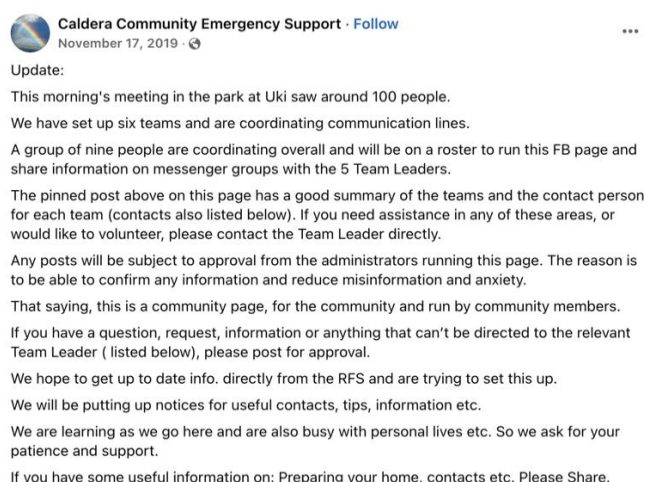 Caldera Community Emergency Support · Follow
November 17, 2019 ·
Update:
This morning's meeting in the park at Uki saw around 100 people.
We have set up six teams and are coordinating communication lines.
A group of nine people are coordinating overall and will be on a roster to run this FB page and
share information on messenger groups with the 5 Team Leaders.
The pinned post above on this page has a good summary of the teams and the contact person
for each team (contacts also listed below). If you need assistance in any of these areas, or
would like to volunteer, please contact the Team Leader directly.
Any posts will be subject to approval from the administrators running this page. The reason is
to be able to confirm any information and reduce misinformation and anxiety.
That saying, this is a community page, for the community and run by community members.
If you have a question, request, information or anything that can't be directed to the relevant
Team Leader ( listed below), please post for approval.
We hope to get up to date info. directly from the RFS and are trying to set this up.
We will be putting up notices for useful contacts, tips, information etc.
We are learning as we go here and are also busy with personal lives etc. So we ask for your
patience and support.
If you have some useful information on: Preparing your home, contacts etc. Please Share.